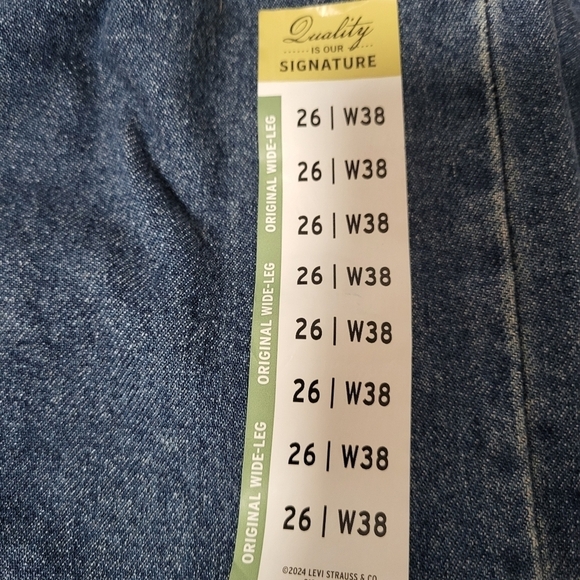 Quality
IS OUR
SIGNATURE
ORIGINAL WIDE-LEG
ORIGINAL WIDE-LEG
ORIGINAL WIDE-LEG
26 | W38
26 | W38
26 | W38
26 | W38
26 | W38
26 | W38
26 | W38
26 | W38
©2024 LEVI STRAUSS & CO